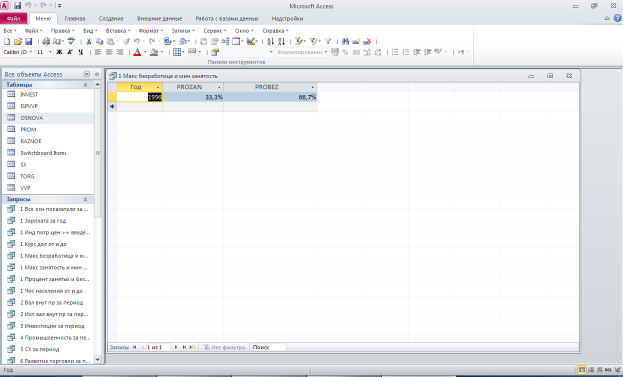 Microsoft Access
Файл Меню Главная Создание Внешние данные Работа с базами данных Надстройки
Все Файл Правка Вид Вставка Формат Записи Сервис Окно Справка
Calibri (О 11 Ж К Ч Форматирование
Панели инструментов
Все объекты Access
Таблицы
INVEST
ISPVVP
OSNOVA
PROM
RAZNOE
Switchboard Items
SX
TORG
VVP
Запросы
1 Все осн показатели за ...
1 Зарплата за год
1 Инд потр цен >= введе...
1 Курс дол от и до
1 Макс безработица и м...
1 Макс занятость и мин ...
1 Процент занятых и без...
1 Чис населения от и до
2 Вал внут пр за период
2 Исп вал внут пр за пер...
3 Инвестиции за период
4 Промышленность за пе...
5 СХ за период
6 Развитие торговли за п...
1 Макс безработица и мин занятость
Год PROZAN PROBEZ
1996 33,3% 66,7%
Запись: 1 из 1 Нет фильтра Поиск
Год
SQL